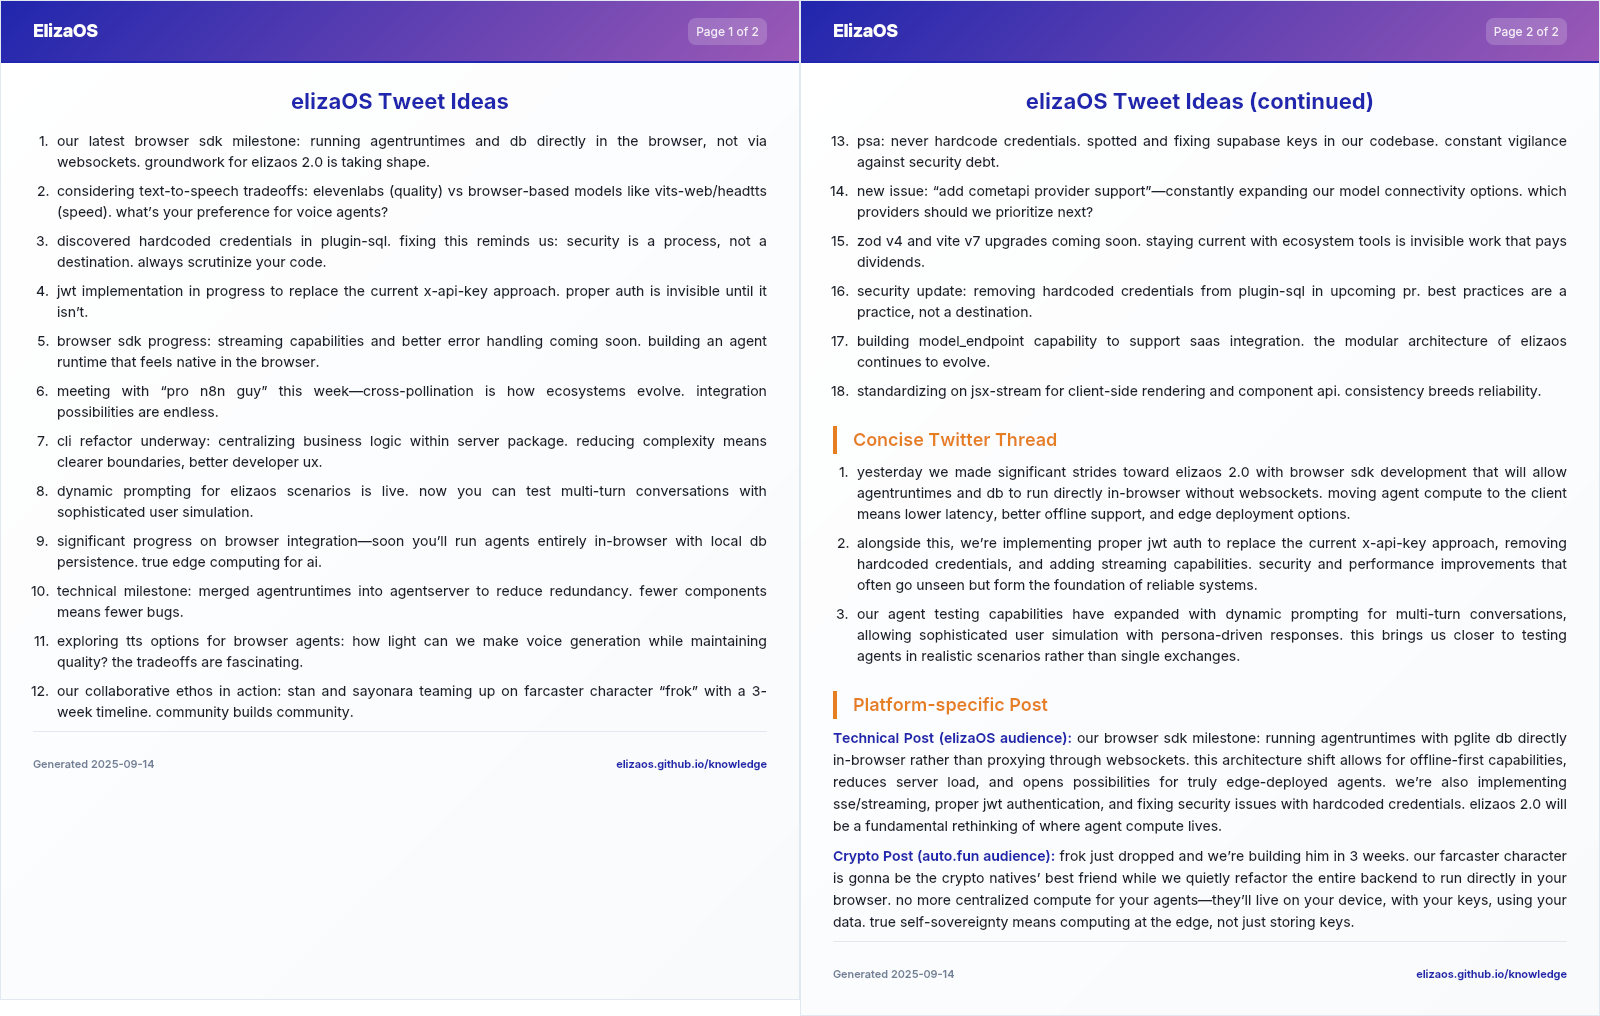 ElizaOS
Page 1 of 2
elizaOS Tweet Ideas
1. our latest browser sdk milestone: running agentruntimes and db directly in the browser, not via
websockets. groundwork for elizaos 2.0 is taking shape.
2. considering text-to-speech tradeoffs: elevenlabs (quality) vs browser-based models like vits-web/headtts
(speed). what’s your preference for voice agents?
3. discovered hardcoded credentials in plugin-sql. fixing this reminds us: security is a process, not a
destination. always scrutinize your code.
4. jwt implementation in progress to replace the current x-api-key approach. proper auth is invisible until it
isn’t.
5. browser sdk progress: streaming capabilities and better error handling coming soon. building an agent
runtime that feels native in the browser.
6. meeting with “pro n8n guy” this week—cross-pollination is how ecosystems evolve. integration
possibilities are endless.
7. cli refactor underway: centralizing business logic within server package. reducing complexity means
clearer boundaries, better developer ux.
8. dynamic prompting for elizaos scenarios is live. now you can test multi-turn conversations with
sophisticated user simulation.
9. significant progress on browser integration—soon you’ll run agents entirely in-browser with local db
persistence. true edge computing for ai.
10. technical milestone: merged agentruntimes into agentserver to reduce redundancy. fewer components
means fewer bugs.
11. exploring tts options for browser agents: how light can we make voice generation while maintaining
quality? the tradeoffs are fascinating.
12. our collaborative ethos in action: stan and sayonara teaming up on farcaster character “frok” with a 3-
week timeline. community builds community.
Generated 2025-09-14
elizaos.github.io/knowledge
ElizaOS
Page 2 of 2
elizaOS Tweet Ideas (continued)
13. psa: never hardcode credentials. spotted and fixing supabase keys in our codebase. constant vigilance
against security debt.
14. new issue: “add cometapi provider support”—constantly expanding our model connectivity options. which
providers should we prioritize next?
15. zod v4 and vite v7 upgrades coming soon. staying current with ecosystem tools is invisible work that pays
dividends.
16. security update: removing hardcoded credentials from plugin-sql in upcoming pr. best practices are a
practice, not a destination.
17. building model_endpoint capability to support saas integration. the modular architecture of elizaos
continues to evolve.
18. standardizing on jsx-stream for client-side rendering and component api. consistency breeds reliability.
Concise Twitter Thread
1. yesterday we made significant strides toward elizaos 2.0 with browser sdk development that will allow
agentruntimes and db to run directly in-browser without websockets. moving agent compute to the client
means lower latency, better offline support, and edge deployment options.
2. alongside this, we’re implementing proper jwt auth to replace the current x-api-key approach, removing
hardcoded credentials, and adding streaming capabilities. security and performance improvements that
often go unseen but form the foundation of reliable systems.
3. our agent testing capabilities have expanded with dynamic prompting for multi-turn conversations,
allowing sophisticated user simulation with persona-driven responses. this brings us closer to testing
agents in realistic scenarios rather than single exchanges.
Platform-specific Post
Technical Post (elizaOS audience): our browser sdk milestone: running agentruntimes with pglite db directly
in-browser rather than proxying through websockets. this architecture shift allows for offline-first capabilities,
reduces server load, and opens possibilities for truly edge-deployed agents. we’re also implementing
sse/streaming, proper jwt authentication, and fixing security issues with hardcoded credentials. elizaos 2.0 will
be a fundamental rethinking of where agent compute lives.
Crypto Post (auto.fun audience): frok just dropped and we’re building him in 3 weeks. our farcaster character
is gonna be the crypto natives’ best friend while we quietly refactor the entire backend to run directly in your
browser. no more centralized compute for your agents—they’ll live on your device, with your keys, using your
data. true self-sovereignty means computing at the edge, not just storing keys.
Generated 2025-09-14
elizaos.github.io/knowledge